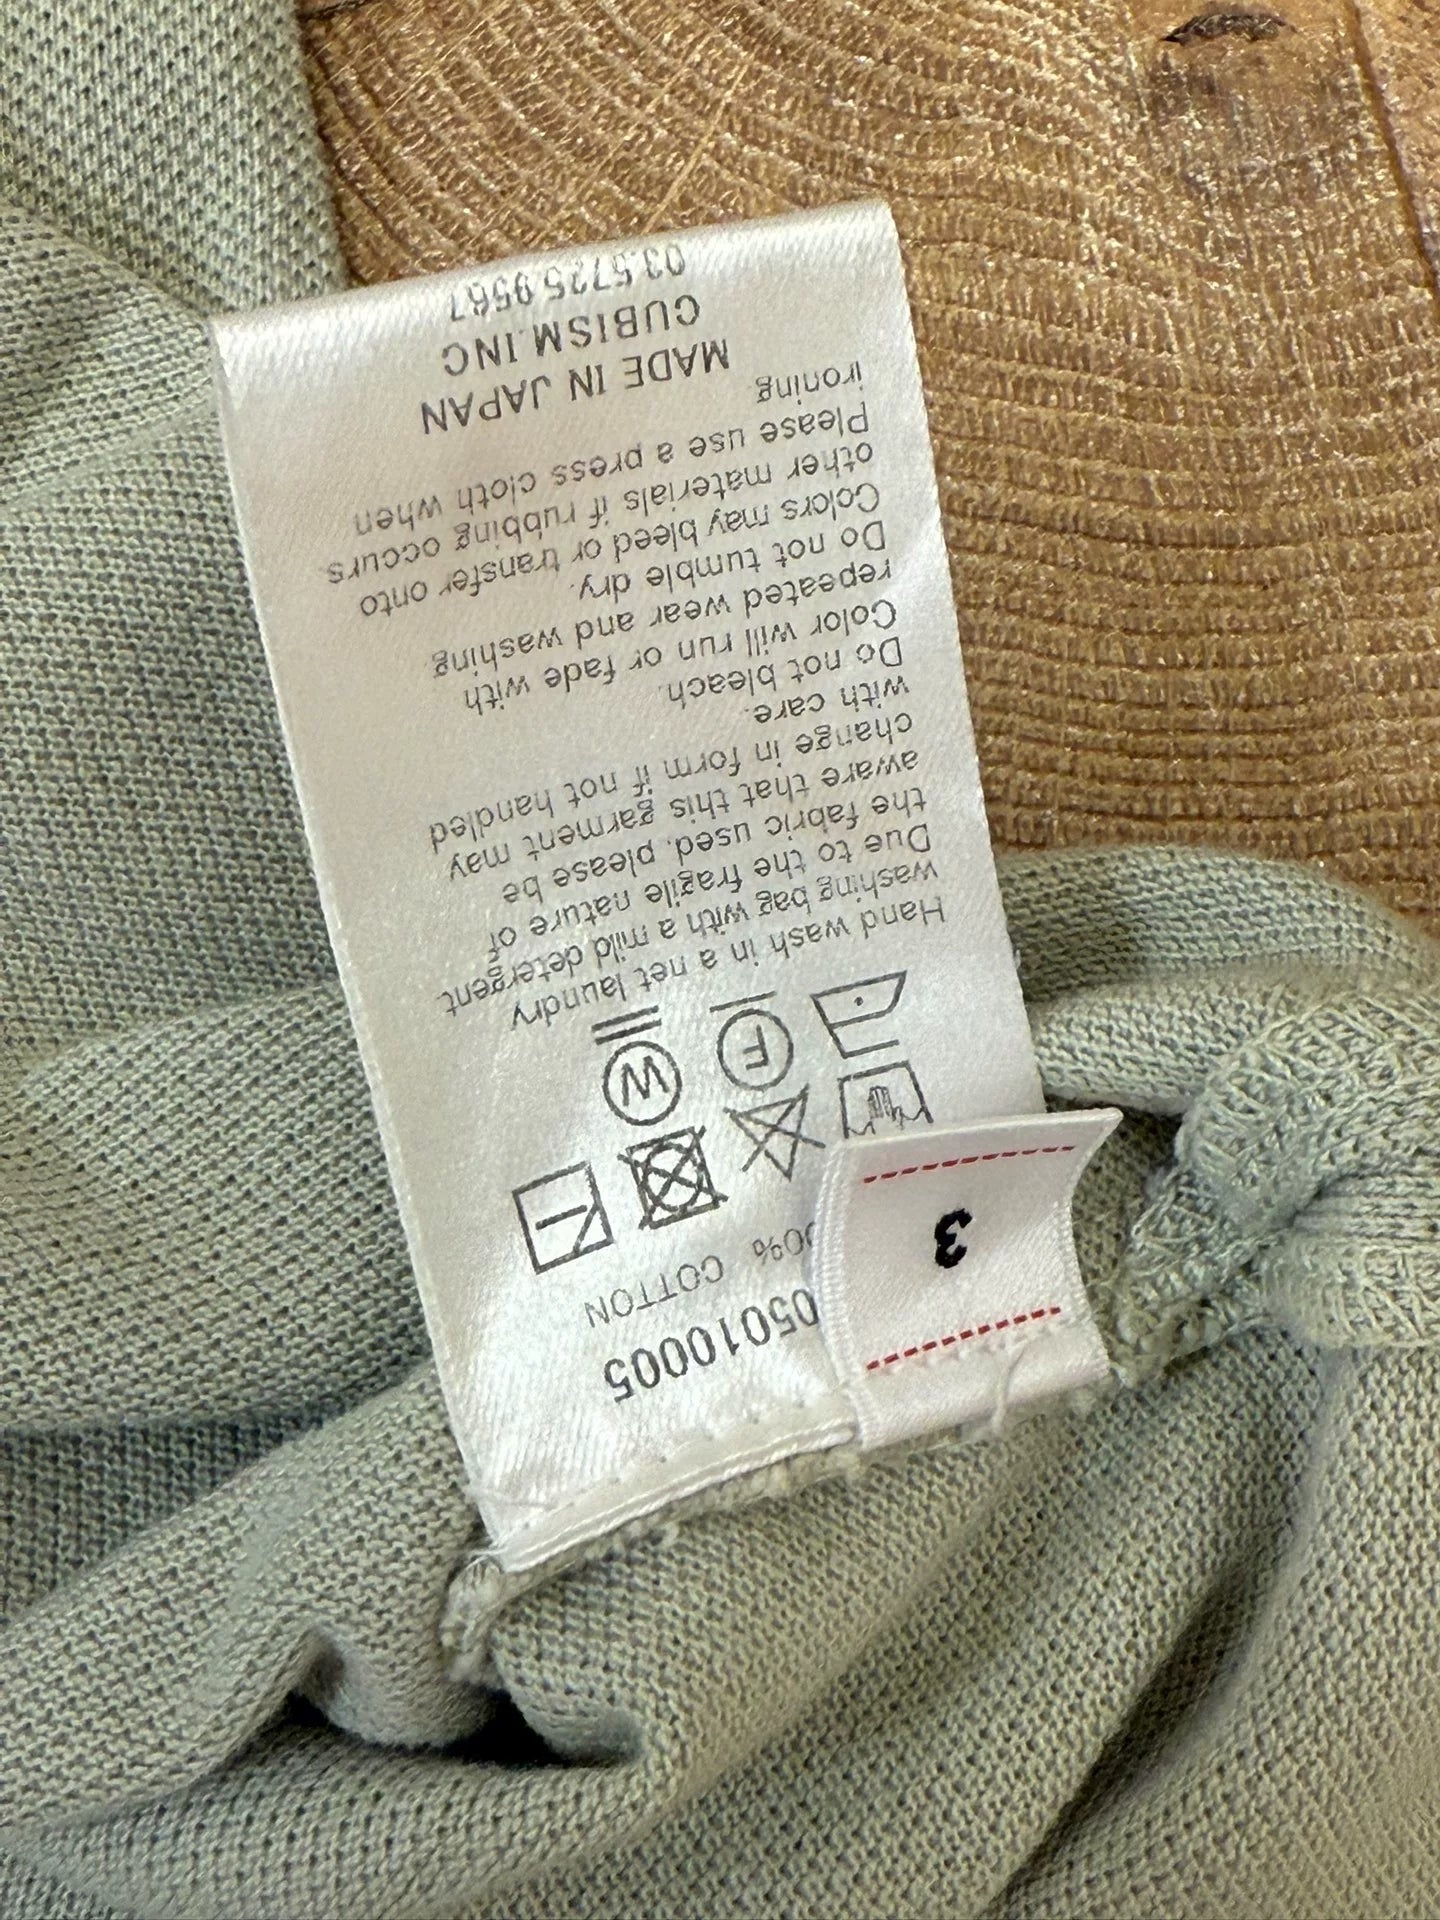 05010005
COTTON
3
W
F
Hand wash in a net laundry
washing bag with a mild detergent.
Due to the fragile nature of
the fabric used, please be
aware that this garment may
change in form if not handled
with care.
Do not bleach.
Color will run or fade with
repeated wear and washing.
Do not tumble dry.
Colors may bleed or transfer onto
other materials if rubbing occurs.
Please use a press cloth when
ironing
MADE IN JAPAN
CUBISM.INC
03.5725.9567